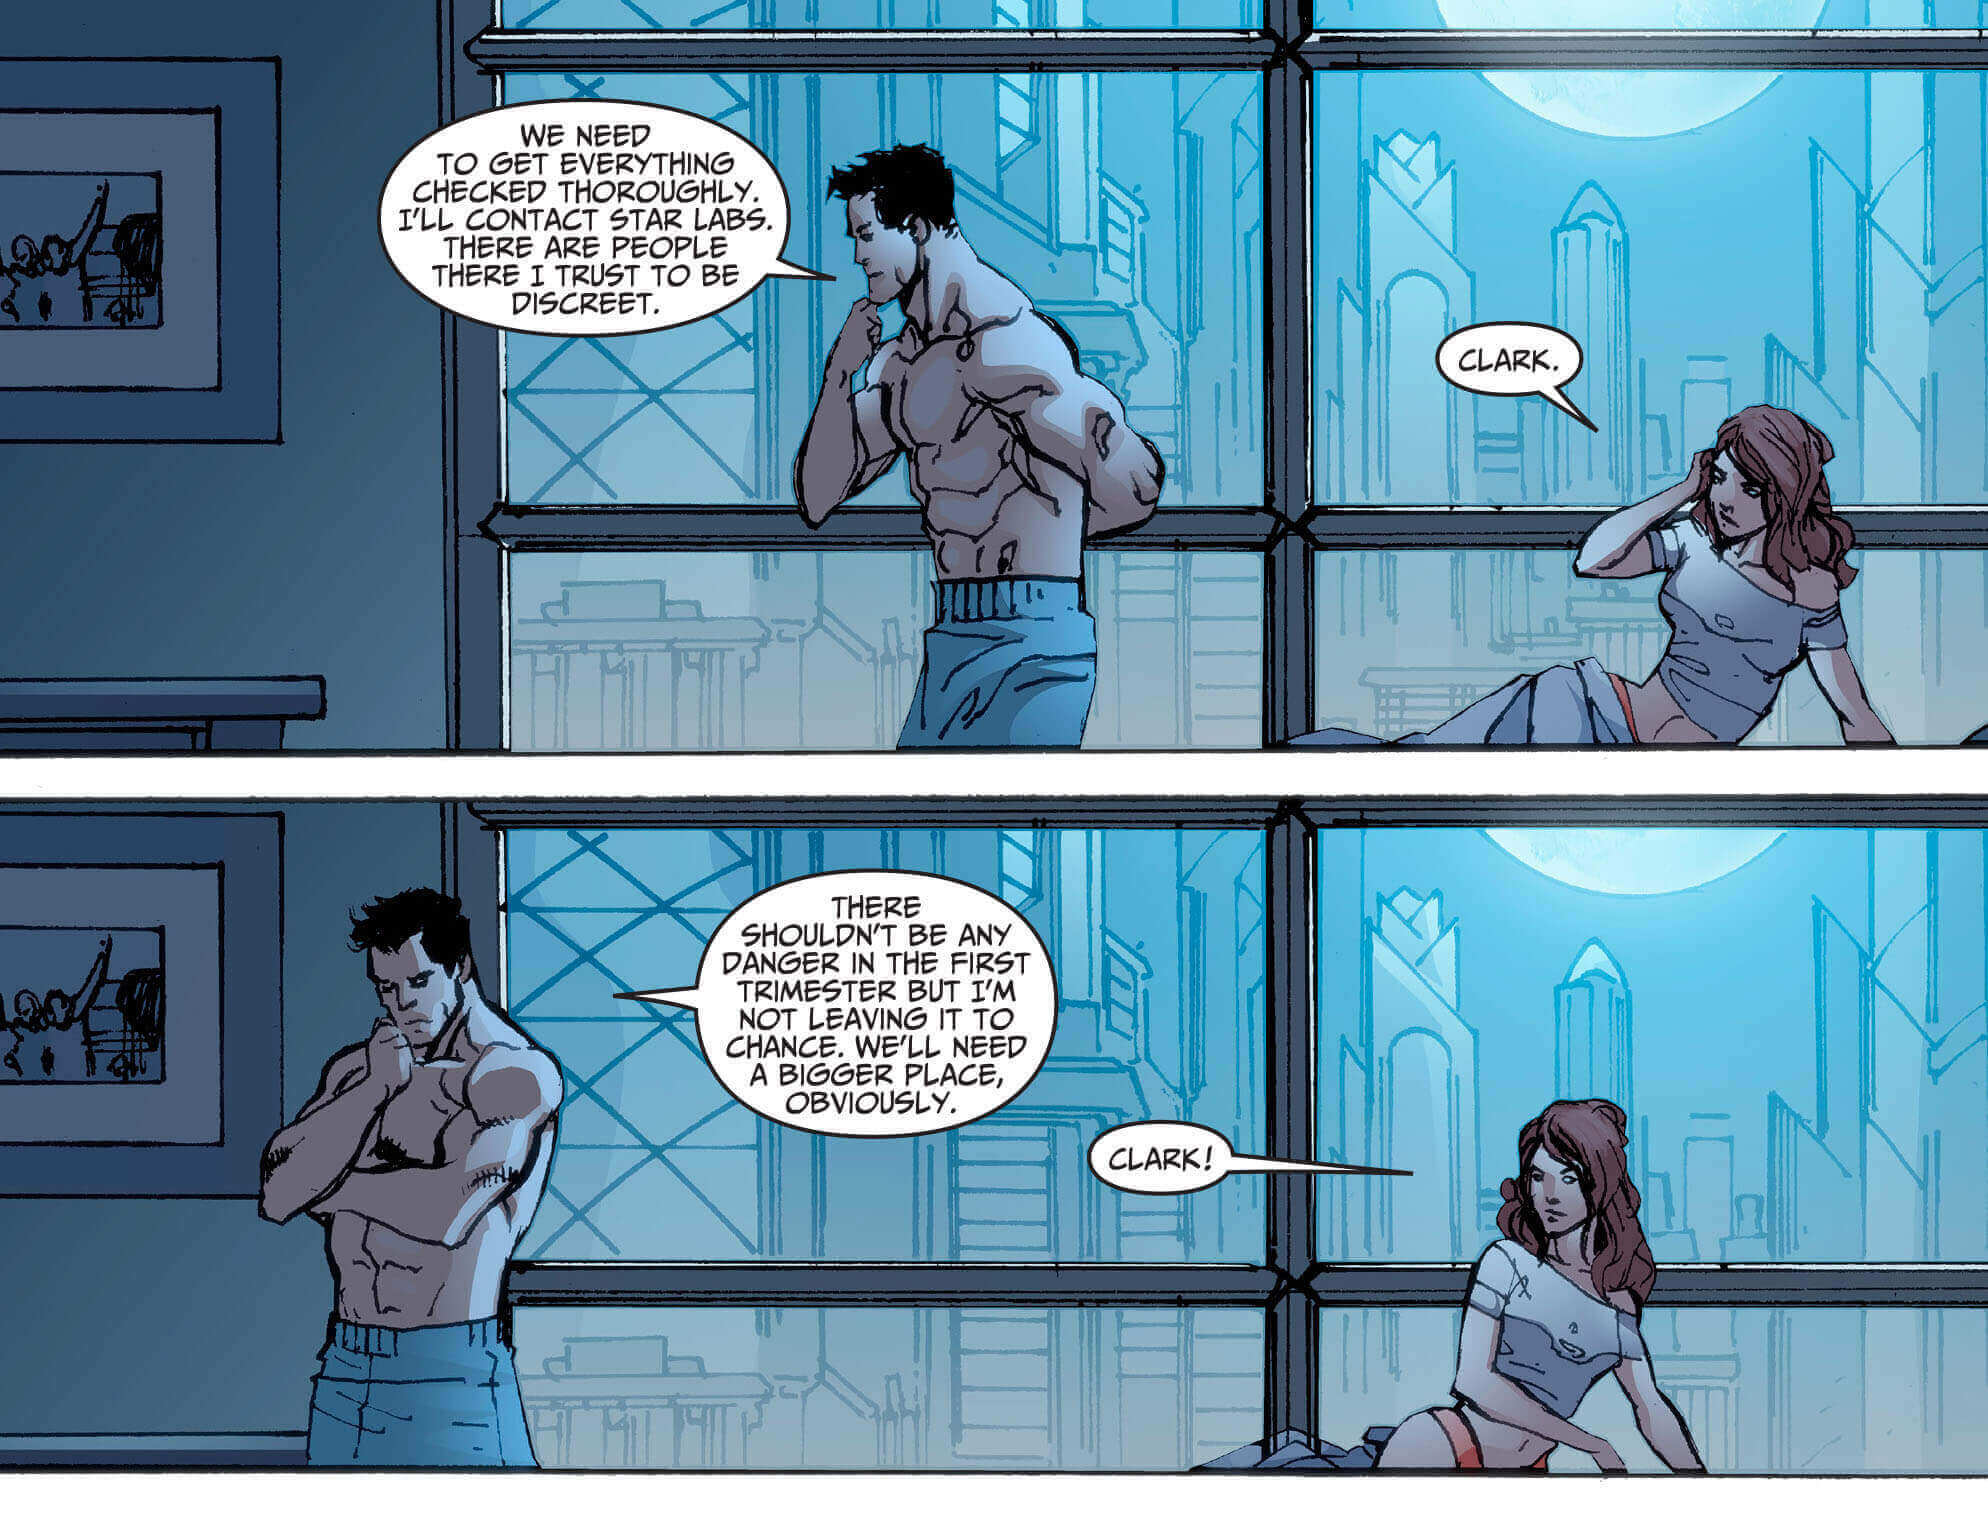 WE NEED
TO GET EVERYTHING
CHECKED THOROUGHLY.
I'LL CONTACT STAR LABS.
THERE ARE PEOPLE
THERE I TRUST TO BE
DISCREET.
CLARK.
THERE
SHOULDN'T BE ANY
DANGER IN THE FIRST
TRIMESTER BUT I'M
NOT LEAVING IT TO
CHANCE. WE'LL NEED
A BIGGER PLACE,
OBVIOUSLY.
CLARK!